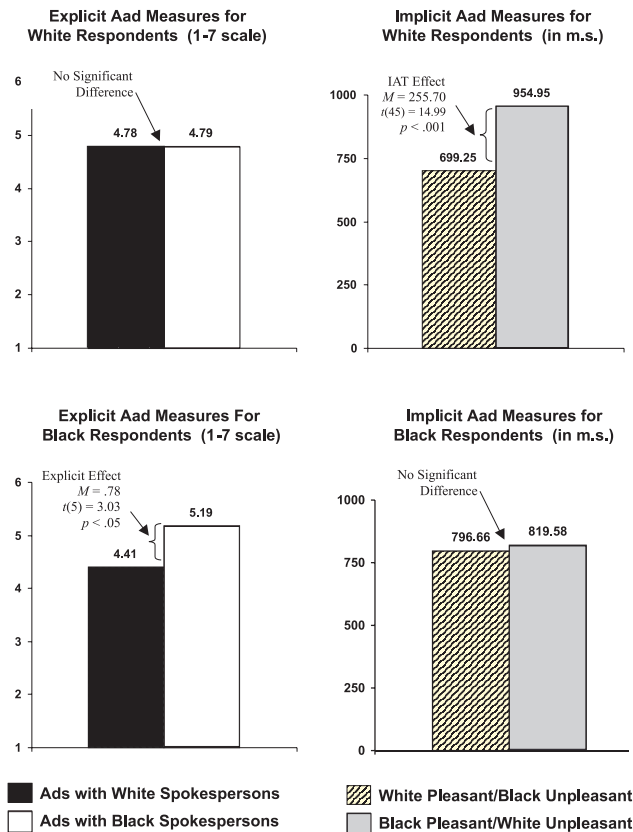 Explicit Aad Measures for
White Respondents (1-7 scale)
6
5
4
3
2
1
No Significant
Difference
4.78
4.79
Implicit Aad Measures for
White Respondents (in m.s.)
1000
750
500
250
0
IAT Effect
M = 255.70
t(45) = 14.99
p < .001
954.95
699.25
Explicit Aad Measures For
Black Respondents (1-7 scale)
6
5
4
3
2
1
Explicit Effect
M = .78
t(5) = 3.03
p < .05
5.19
4.41
Implicit Aad Measures for
Black Respondents (in m.s.)
1000
750
500
250
0
No Significant
Difference
796.66
819.58
Ads with White Spokespersons
Ads with Black Spokespersons
White Pleasant/Black Unpleasant
Black Pleasant/White Unpleasant